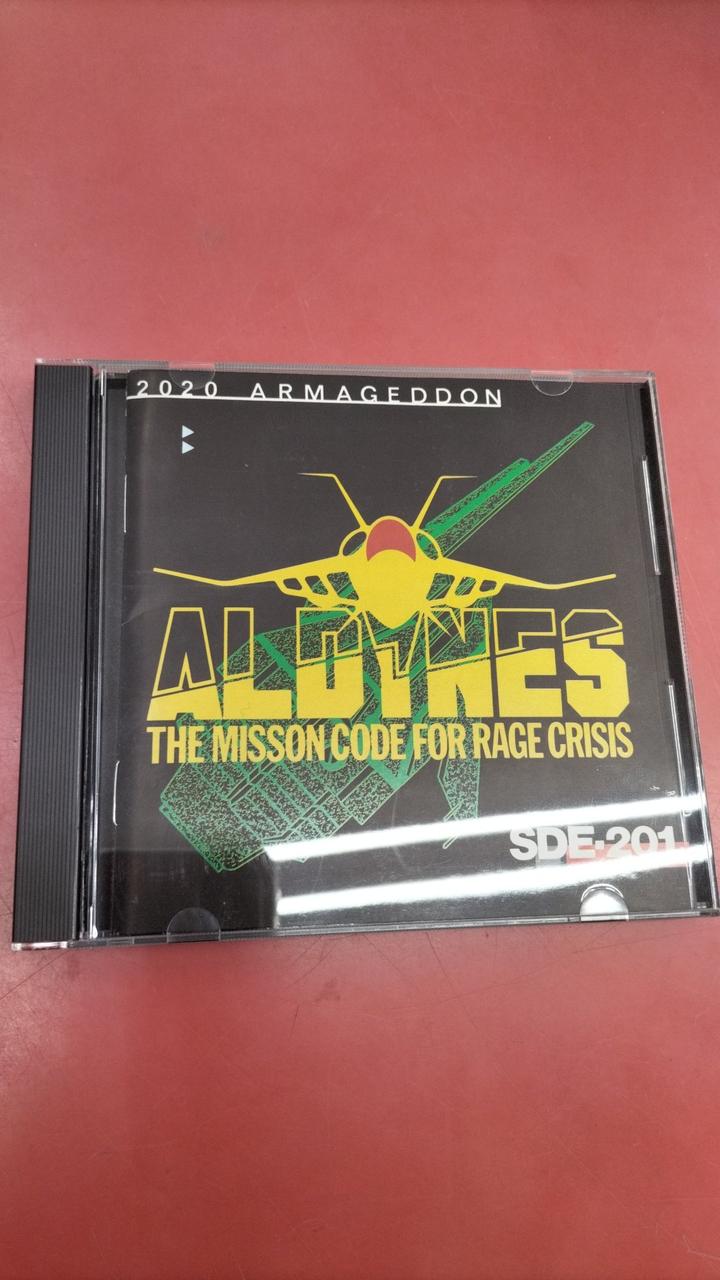 2020 ARMAGEDDON
ALDYNES
THE MISSON CODE FOR RAGE CRISIS
SDE-201